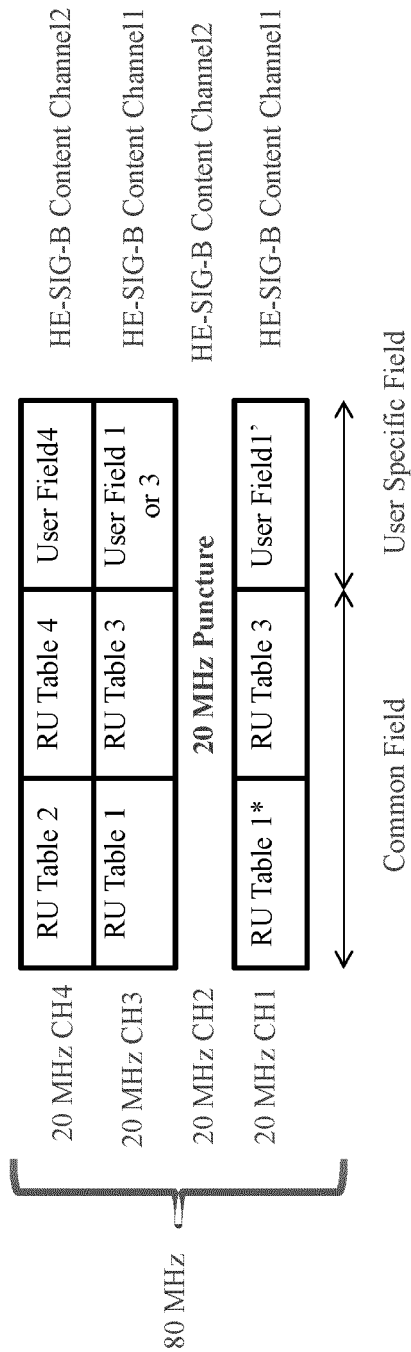 80 MHz
20 MHz CH4
RU Table 2
RU Table 4
User Field4
HE-SIG-B Content Channel2
20 MHz CH3
RU Table 1
RU Table 3
User Field 1
or 3
HE-SIG-B Content Channel1
20 MHz CH2
20 MHz Puncture
HE-SIG-B Content Channel2
20 MHz CH1
RU Table 1*
RU Table 3
User Field1’
HE-SIG-B Content Channel1
Common Field
User Specific Field